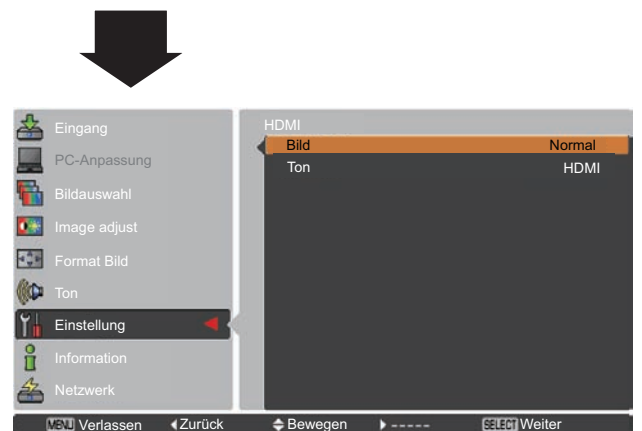 Eingang
PC-Anpassung
Bildauswahl
Image adjust
Format Bild
Ton
Einstellung
Information
Netzwerk
HDMI
Bild Normal
Ton HDMI
MENU Verlassen Zurück Bewegen ----- SELECT Weiter